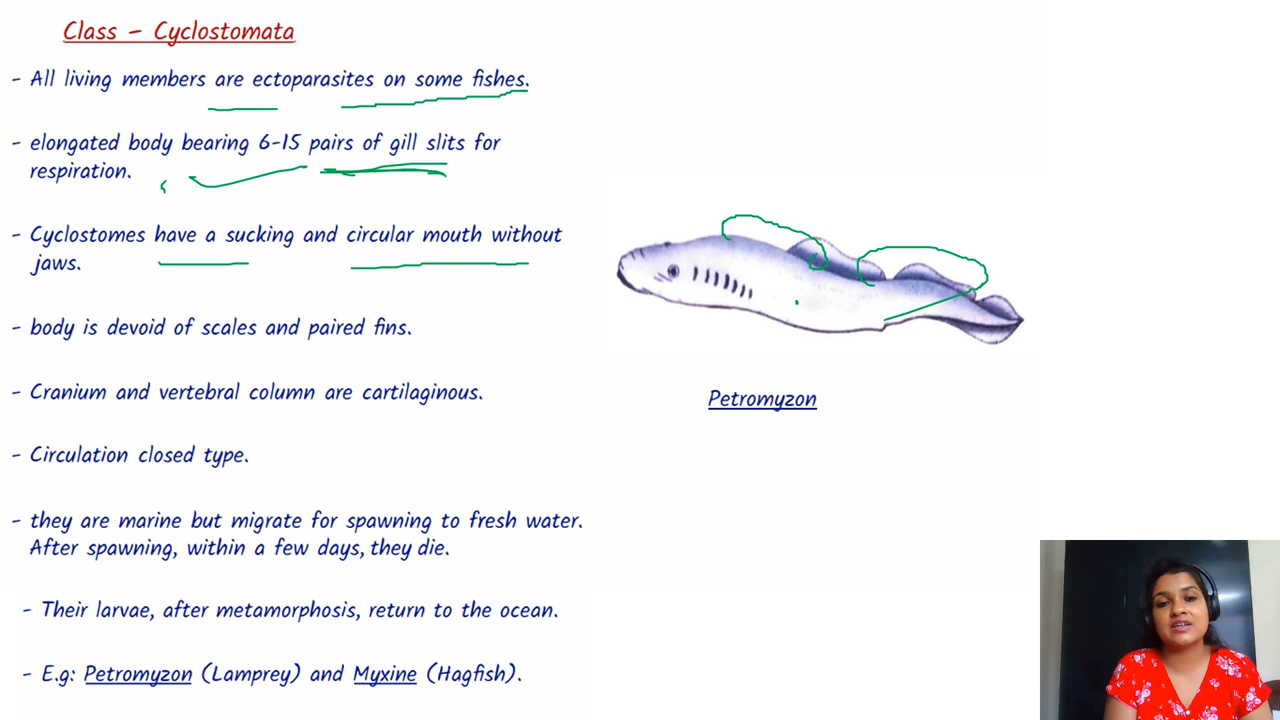 Class – Cyclostomata
- All living members are ectoparasites on some fishes.
- elongated body bearing 6-15 pairs of gill slits for
respiration.
- Cyclostomes have a sucking and circular mouth without
jaws.
- body is devoid of scales and paired fins.
- Cranium and vertebral column are cartilaginous.
- Circulation closed type.
- they are marine but migrate for spawning to fresh water.
After spawning, within a few days, they die.
- Their larvae, after metamorphosis, return to the ocean.
- E.g: Petromyzon (Lamprey) and Myxine (Hagfish).
Petromyzon